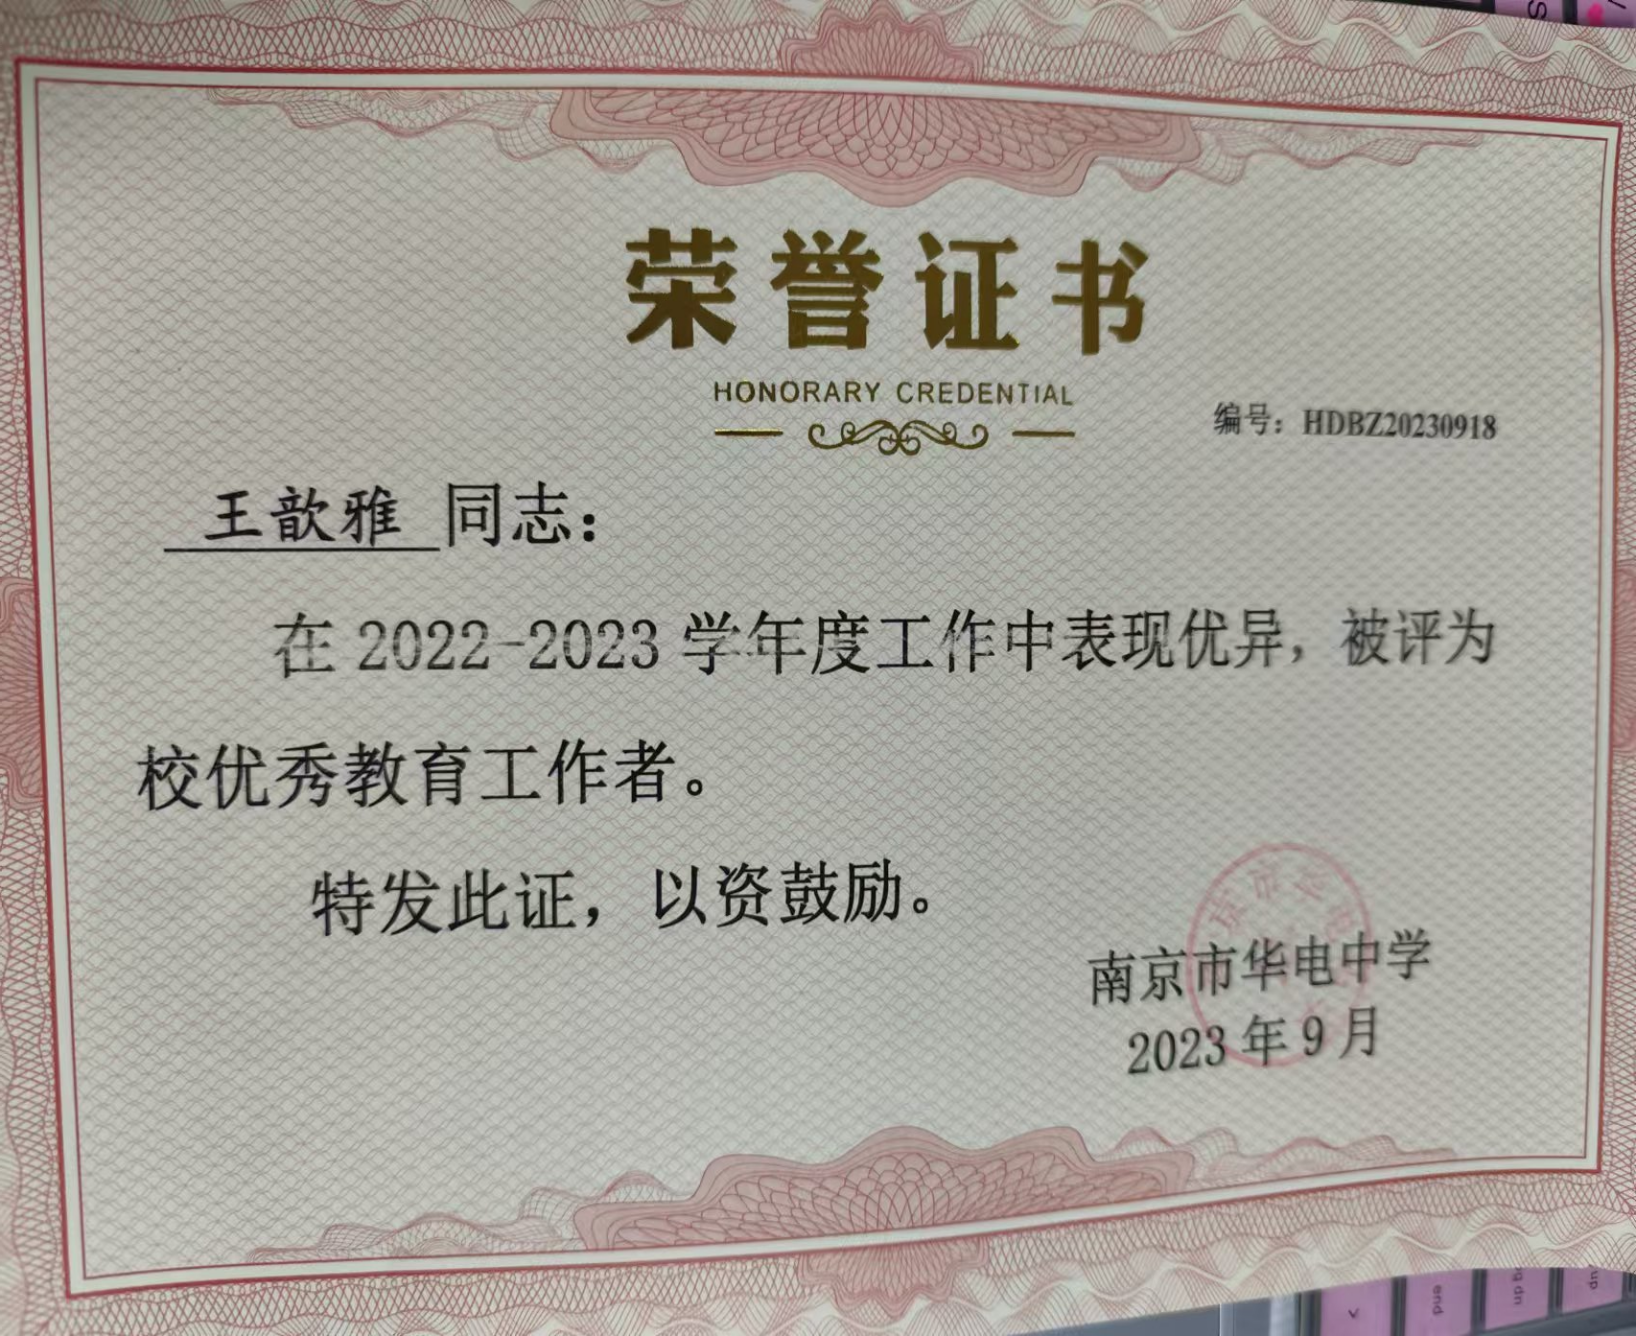 荣誉证书
HONORARY CREDENTIAL
编号：HDBZ20230918
王歆雅 同志：
在 2022-2023 学年度工作中表现优异，被评为
校优秀教育工作者。
特发此证，以资鼓励。
南京市华电中学
2023 年 9 月
end